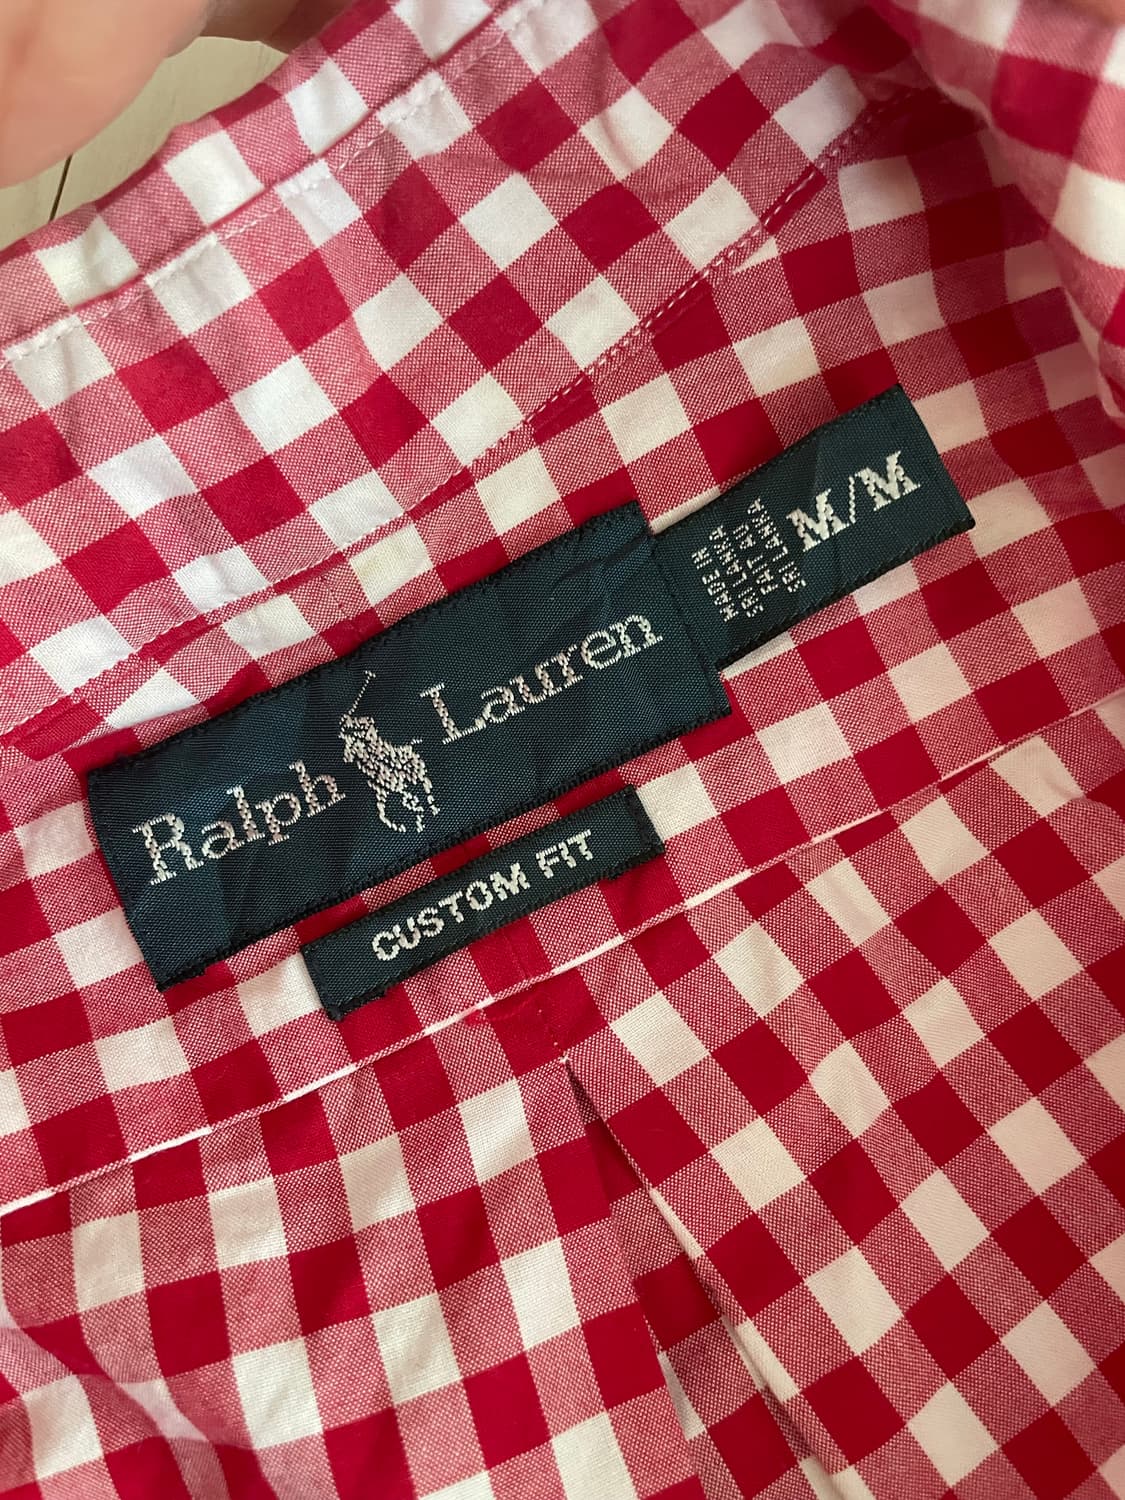 Ralph Lauren
MADE IN
SRI LANKA
FAIT AU
SRI LANKA
M/M
CUSTOM FIT